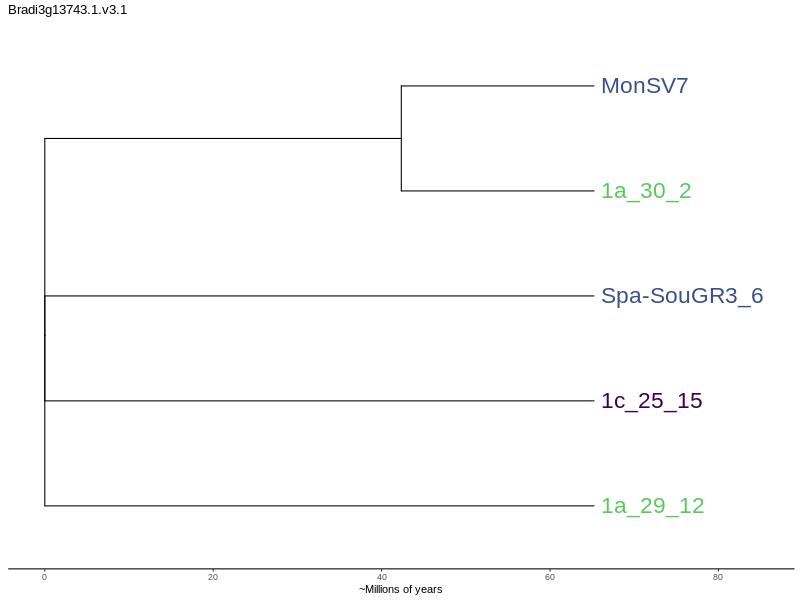 Bradi3g13743.1.v3.1
MonSV7
1a_30_2
Spa-SouGR3_6
1c_25_15
1a_29_12
0 20 40 60 80
~Millions of years